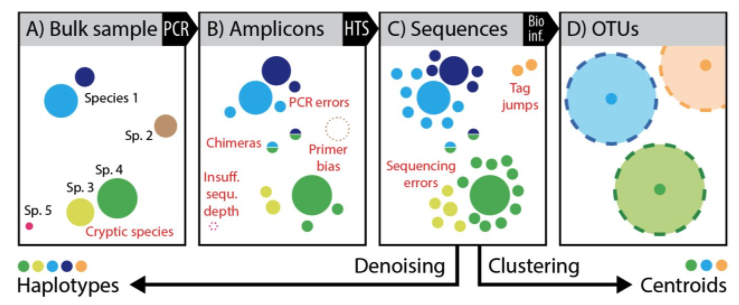 A) Bulk sample
PCR
B) Amplicons
HTS
C) Sequences
Bio
inf.
D) OTUs
Species 1
Sp. 2
Sp. 4
Sp. 3
Sp. 5
Cryptic species
PCR errors
Chimeras
Primer
bias
Insuff.
sequ.
depth
Tag
jumps
Sequencing
errors
Denoising
Clustering
Haplotypes
Centroids